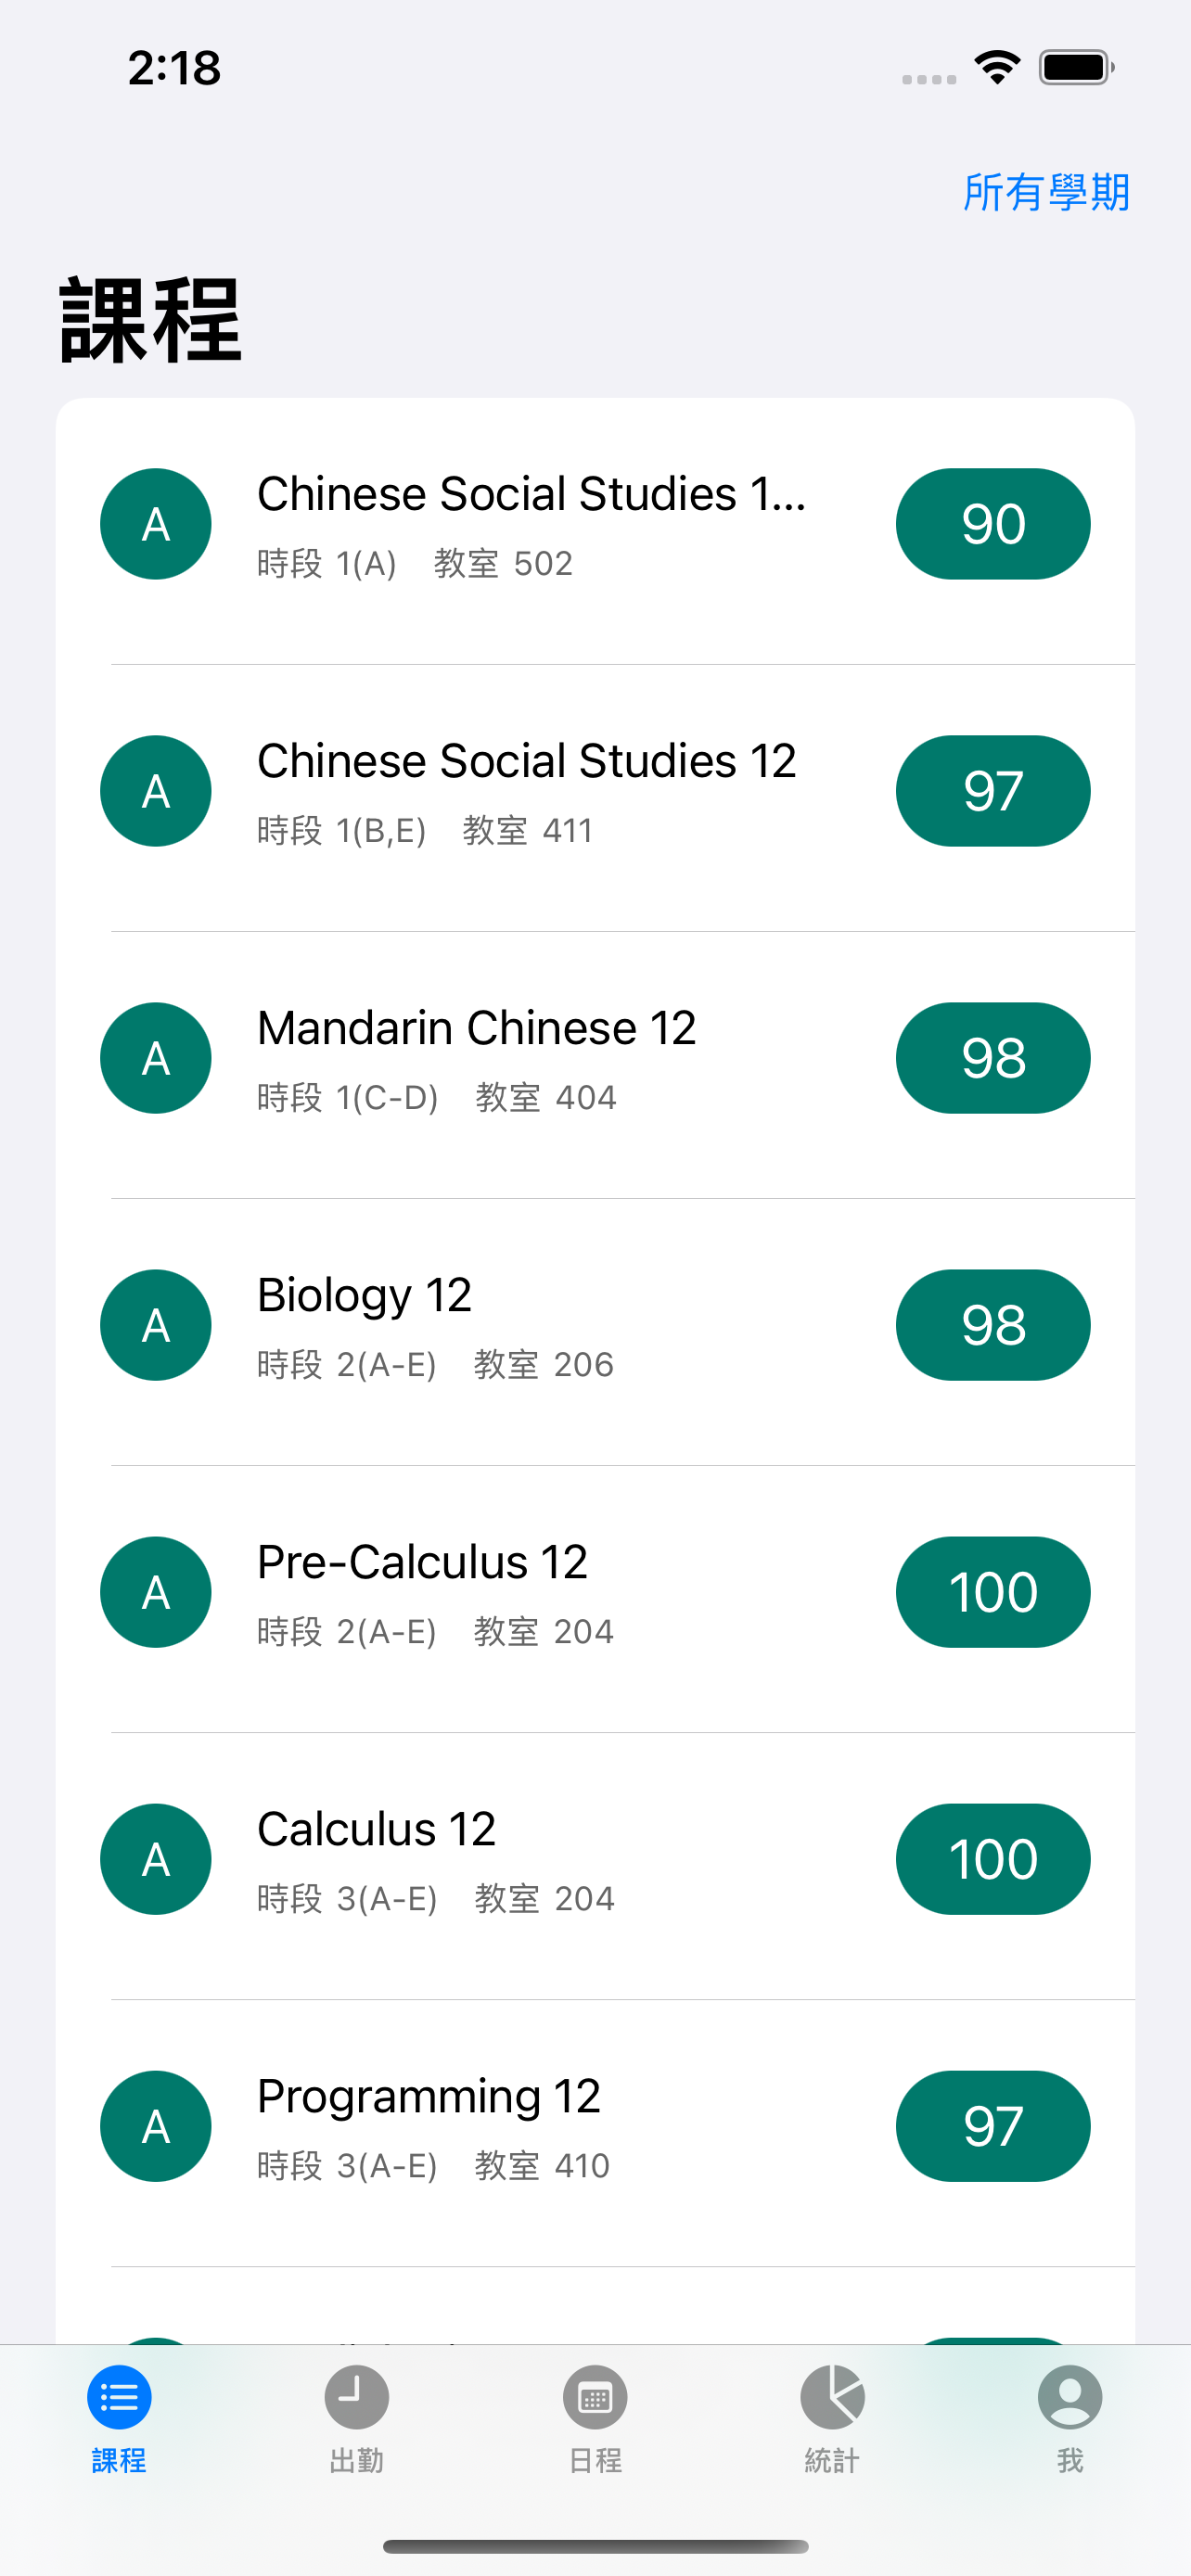 2:18
所有學期
課程
A Chinese Social Studies 1... 90
時段 1(A) 教室 502
A Chinese Social Studies 12 97
時段 1(B,E) 教室 411
A Mandarin Chinese 12 98
時段 1(C-D) 教室 404
A Biology 12 98
時段 2(A-E) 教室 206
A Pre-Calculus 12 100
時段 2(A-E) 教室 204
A Calculus 12 100
時段 3(A-E) 教室 204
A Programming 12 97
時段 3(A-E) 教室 410
課程 出勤 日程 統計 我